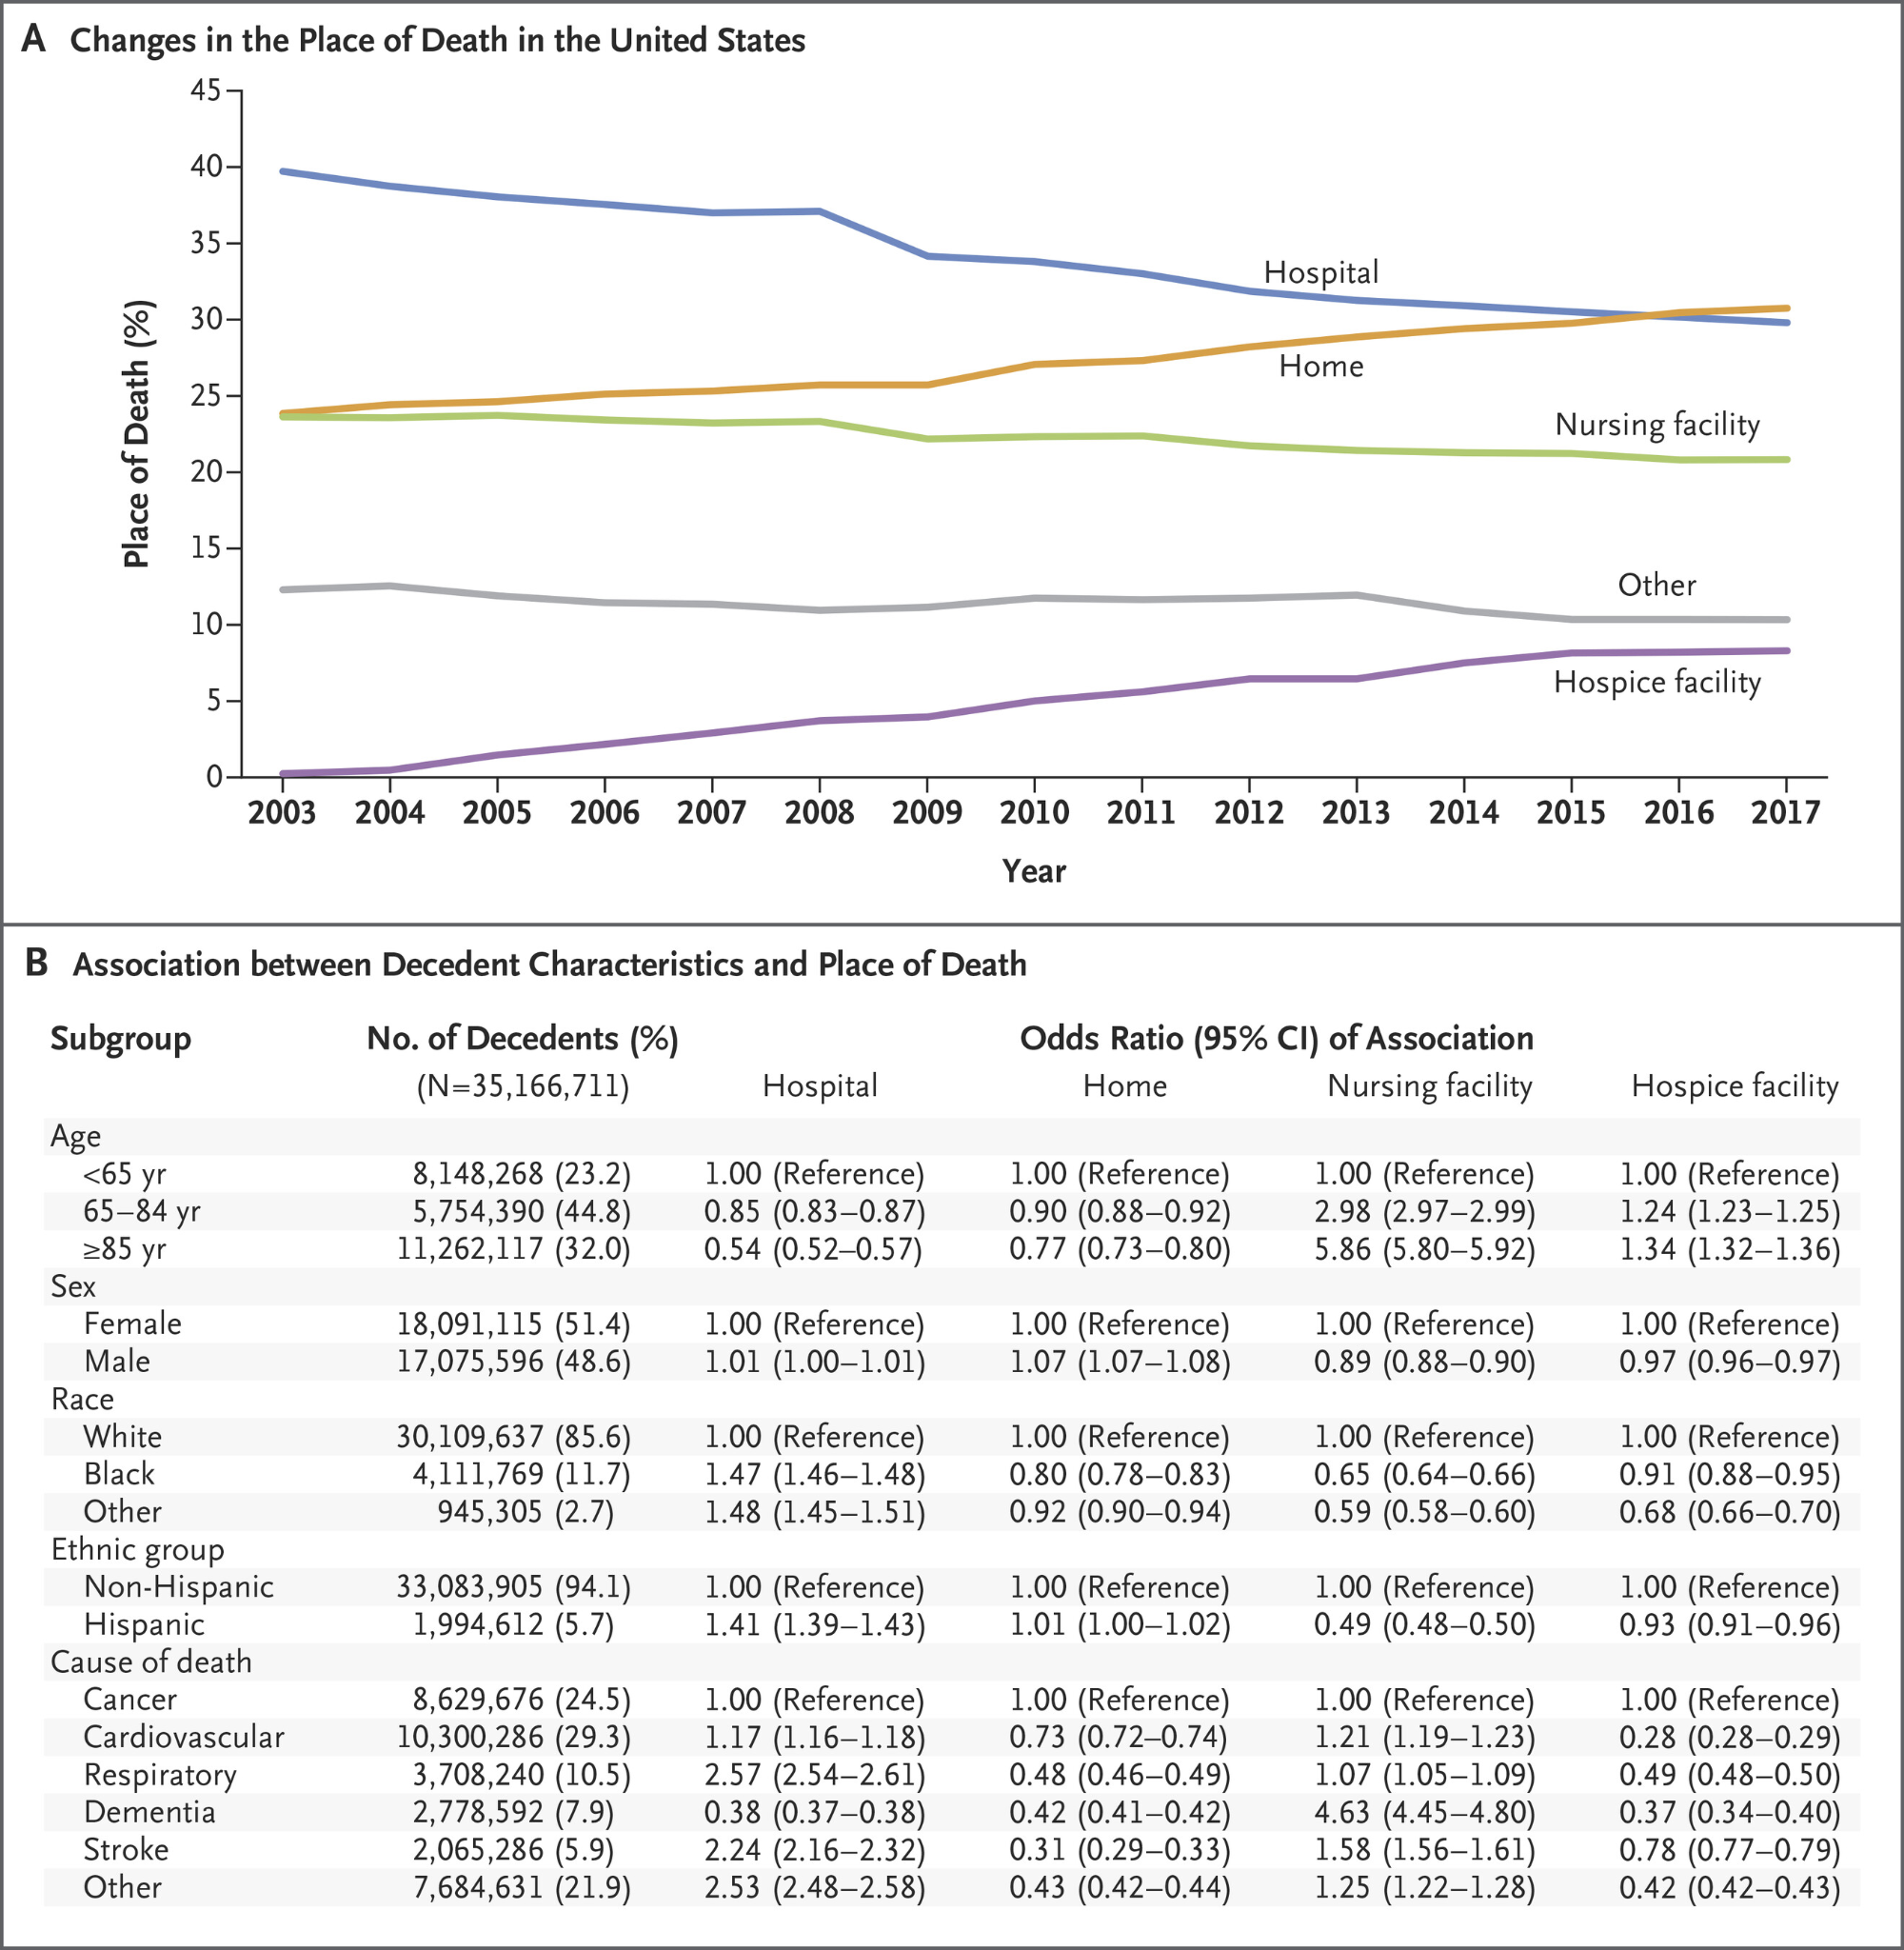 A Changes in the Place of Death in the United States
45
40
35
30
25
20
15
10
5
0
Place of Death (%)
Hospital
Home
Nursing facility
Other
Hospice facility
2003 2004 2005 2006 2007 2008 2009 2010 2011 2012 2013 2014 2015 2016 2017
Year
B Association between Decedent Characteristics and Place of Death
Subgroup No. of Decedents (%) Odds Ratio (95% CI) of Association
(N=35,166,711) Hospital Home Nursing facility Hospice facility
Age
<65 yr 8,148,268 (23.2) 1.00 (Reference) 1.00 (Reference) 1.00 (Reference) 1.00 (Reference)
65–84 yr 5,754,390 (44.8) 0.85 (0.83–0.87) 0.90 (0.88–0.92) 2.98 (2.97–2.99) 1.24 (1.23–1.25)
≥85 yr 11,262,117 (32.0) 0.54 (0.52–0.57) 0.77 (0.73–0.80) 5.86 (5.80–5.92) 1.34 (1.32–1.36)
Sex
Female 18,091,115 (51.4) 1.00 (Reference) 1.00 (Reference) 1.00 (Reference) 1.00 (Reference)
Male 17,075,596 (48.6) 1.01 (1.00–1.01) 1.07 (1.07–1.08) 0.89 (0.88–0.90) 0.97 (0.96–0.97)
Race
White 30,109,637 (85.6) 1.00 (Reference) 1.00 (Reference) 1.00 (Reference) 1.00 (Reference)
Black 4,111,769 (11.7) 1.47 (1.46–1.48) 0.80 (0.78–0.83) 0.65 (0.64–0.66) 0.91 (0.88–0.95)
Other 945,305 (2.7) 1.48 (1.45–1.51) 0.92 (0.90–0.94) 0.59 (0.58–0.60) 0.68 (0.66–0.70)
Ethnic group
Non-Hispanic 33,083,905 (94.1) 1.00 (Reference) 1.00 (Reference) 1.00 (Reference) 1.00 (Reference)
Hispanic 1,994,612 (5.7) 1.41 (1.39–1.43) 1.01 (1.00–1.02) 0.49 (0.48–0.50) 0.93 (0.91–0.96)
Cause of death
Cancer 8,629,676 (24.5) 1.00 (Reference) 1.00 (Reference) 1.00 (Reference) 1.00 (Reference)
Cardiovascular 10,300,286 (29.3) 1.17 (1.16–1.18) 0.73 (0.72–0.74) 1.21 (1.19–1.23) 0.28 (0.28–0.29)
Respiratory 3,708,240 (10.5) 2.57 (2.54–2.61) 0.48 (0.46–0.49) 1.07 (1.05–1.09) 0.49 (0.48–0.50)
Dementia 2,778,592 (7.9) 0.38 (0.37–0.38) 0.42 (0.41–0.42) 4.63 (4.45–4.80) 0.37 (0.34–0.40)
Stroke 2,065,286 (5.9) 2.24 (2.16–2.32) 0.31 (0.29–0.33) 1.58 (1.56–1.61) 0.78 (0.77–0.79)
Other 7,684,631 (21.9) 2.53 (2.48–2.58) 0.43 (0.42–0.44) 1.25 (1.22–1.28) 0.42 (0.42–0.43)